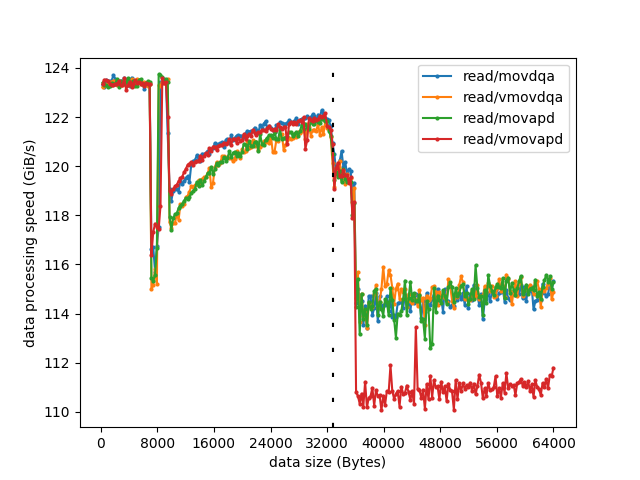 124
122
120
118
116
114
112
110
data processing speed (GiB/s)
read/movdqa
read/vmovdqa
read/movapd
read/vmovapd
0 8000 16000 24000 32000 40000 48000 56000 64000
data size (Bytes)